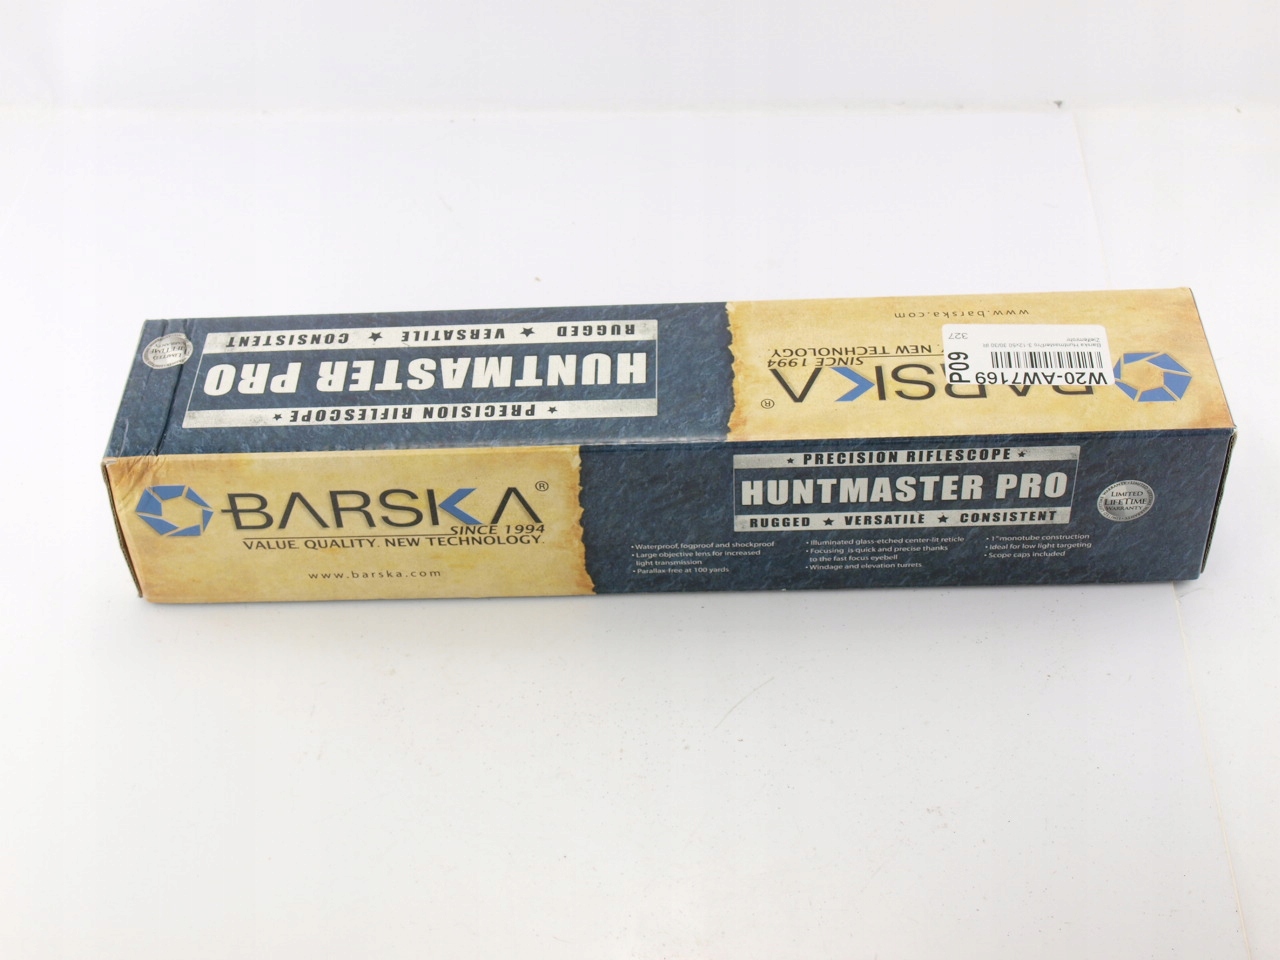 PRECISION RIFLESCOPE
HUNTMASTER PRO
RUGGED VERSATILE CONSISTENT
LIMITED
LIFETIME
WARRANTY
www.barska.com
BARSKA®
SINCE 1994
NEW TECHNOLOGY
W20-AW7169
P09
327
BARSKA®
SINCE 1994
VALUE. QUALITY. NEW TECHNOLOGY.
www.barska.com
PRECISION RIFLESCOPE
HUNTMASTER PRO
RUGGED VERSATILE CONSISTENT
LIMITED
LIFETIME
WARRANTY
• Waterproof, fogproof and shockproof
• Large objective lens for increased
light transmission
• Parallax-free at 100 yards
• Illuminated glass-etched center-lit reticle
• Focusing is quick and precise thanks
to the fast focus eyebell
• Windage and elevation turrets
• 1" monotube construction
• Ideal for low light targeting
• Scope caps included